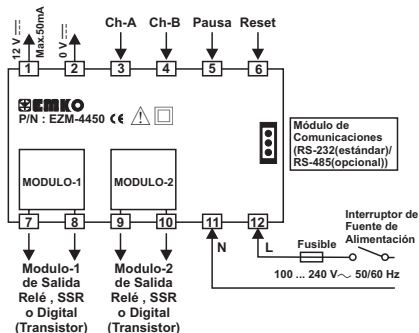 12 V
Max.50mA
0 V
Ch-A
Ch-B
Pausa
Reset
1
2
3
4
5
6
EMKO
P/N : EZM-4450 CE
Módulo de
Comunicaciones
(RS-232(estándar)/
RS-485(opcional))
MODULO-1
MODULO-2
7
8
9
10
11
12
Interruptor de
Fuente de
Alimentación
N
L
Fusible
100 ... 240 V~ 50/60 Hz
Modulo-1
de Salida
Relé , SSR
o Digital
(Transistor)
Modulo-2
de Salida
Relé , SSR
o Digital
(Transistor)